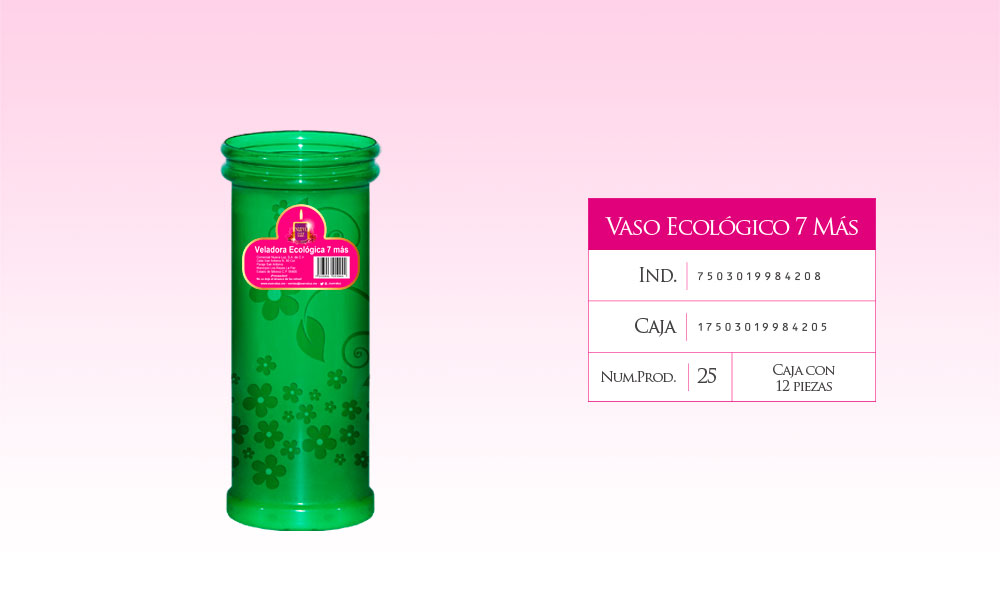 Veladora Ecológica 7 más
VASO ECOLÓGICO 7 MÁS
IND. 7503019984208
CAJA 17503019984205
NUM.PROD. 25
CAJA CON
12 PIEZAS